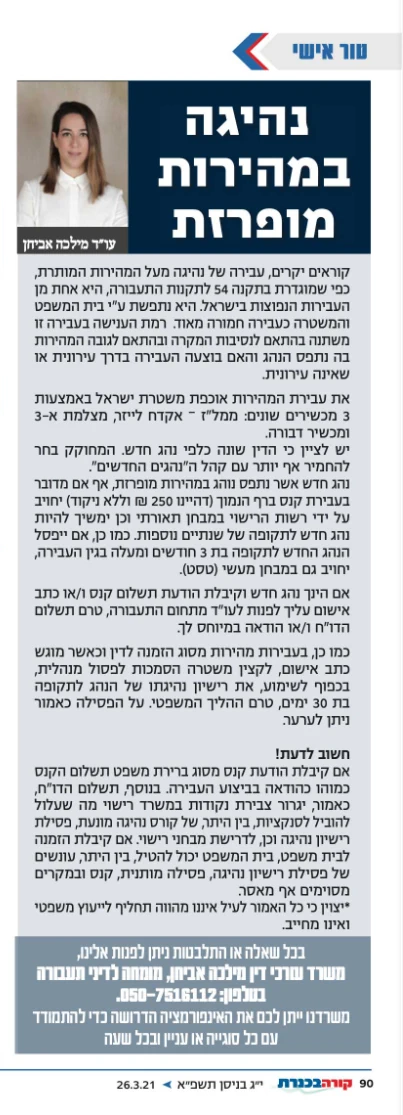 טור אישי
נהיגה
במהירות
מופרזת
עו"ד מילכה אביחן
קוראים יקרים, עבירה של נהיגה מעל המהירות המותרת,
כפי שמוגדרת בתקנה 54 לתקנות התעבורה, היא אחת מן
העבירות הנפוצות בישראל. היא נתפשת ע"י בית המשפט
והמשטרה כעבירה חמורה מאוד. רמת הענישה בעבירה זו
משתנה בהתאם לנסיבות המקרה ובהתאם לגובה המהירות
בה נתפס הנהג והאם בוצעה העבירה בדרך עירונית או
שאינה עירונית.
את עבירת המהירות אוכפת משטרת ישראל באמצעות
3 מכשירים שונים: ממל"ז – אקדח לייזר, מצלמת א-3
ומכשיר דבורה.
יש לציין כי הדין שונה כלפי נהג חדש. המחוקק בחר
להחמיר אף יותר עם קהל ה"נהגים החדשים".
נהג חדש אשר נתפס נוהג במהירות מופרזת, אף אם מדובר
בעבירת קנס ברף הנמוך (דהיינו 250 ₪ וללא ניקוד) יחויב
על ידי רשות הרישוי במבחן תאורתי וכן ימשיך להיות
נהג חדש לתקופה של שנתיים נוספות. כמו כן, אם ייפסל
הנהג החדש לתקופה בת 3 חודשים ומעלה בגין העבירה,
יחויב גם במבחן מעשי (טסט).
אם הינך נהג חדש וקיבלת הודעת תשלום קנס ו/או כתב
אישום עליך לפנות לעו"ד מתחום התעבורה, טרם תשלום
הדו"ח ו/או הודאה במיוחס לך.
כמו כן, בעבירות מהירות מסוג הזמנה לדין וכאשר מוגש
כתב אישום, לקצין משטרה הסמכות לפסול מנהלית,
בכפוף לשימוע, את רישיון נהיגתו של הנהג לתקופה
בת 30 ימים, טרם ההליך המשפטי. על הפסילה כאמור
ניתן לערער.
חשוב לדעת!
אם קיבלת הודעת קנס מסוג ברירת משפט תשלום הקנס
כמוהו כהודאה בביצוע העבירה. בנוסף, תשלום הדו"ח,
כאמור, יגרור צבירת נקודות במשרד רישוי מה שעלול
להוביל לסנקציות, בין היתר, של קורס נהיגה מונעת, פסילת
רישיון נהיגה וכן, לדרישת מבחני רישוי. אם קיבלת הזמנה
לבית משפט, בית המשפט יכול להטיל, בין היתר, עונשים
של פסילת רישיון נהיגה, פסילה מותנית, קנס ובמקרים
מסוימים אף מאסר.
*יצוין כי כל האמור לעיל איננו מהווה תחליף לייעוץ משפטי
ואינו מחייב.
בכל שאלה או התלבטות ניתן לפנות אלינו,
משרד עורכי דין מילכה אביחן, מומחה לדיני תעבורה
בטלפון: 050-7516112.
משרדנו ייתן לכם את האינפורמציה הדרושה כדי להתמודד
עם כל סוגייה או עניין ובכל שעה
90 קורהבכנרת י"ג בניסן תשפ"א 26.3.21